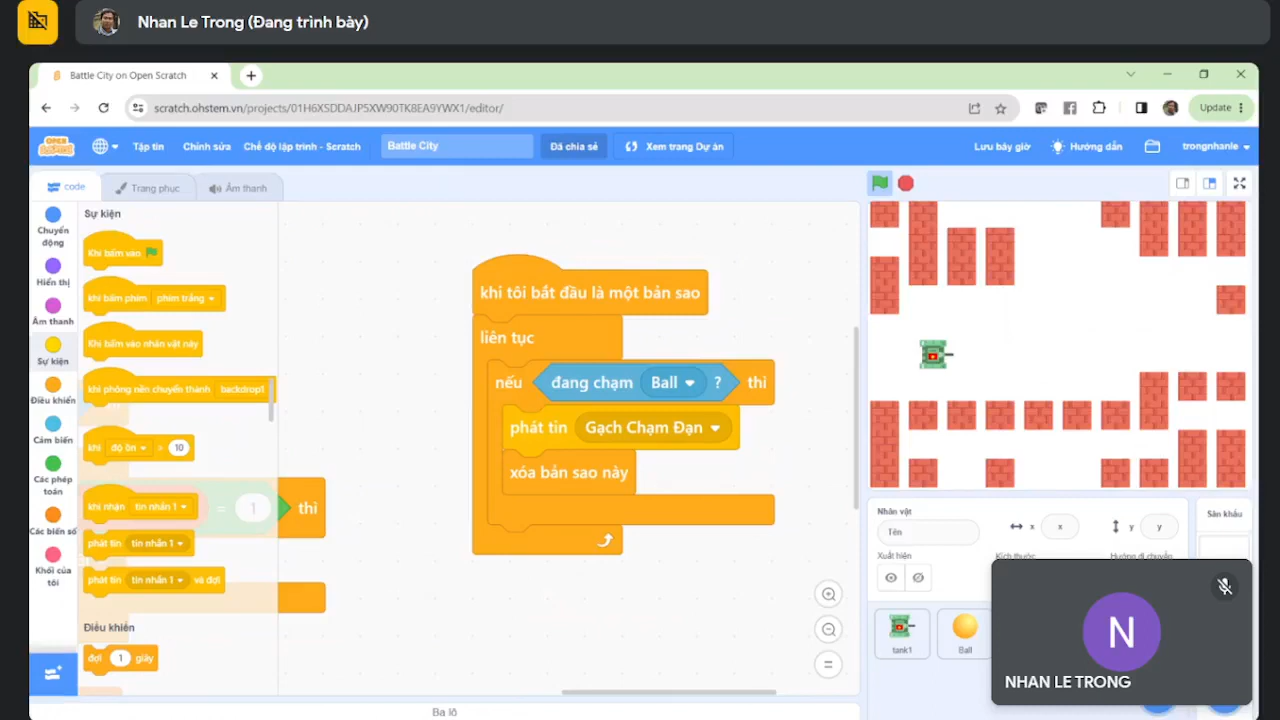 Nhan Le Trong (Đang trình bày)
Battle City on Open Scratch
scratch.ohstem.vn/projects/01H6XSDDAJP5XW90TK8EA9YWX1/editor/
Update
OPEN
Tập tin
Chỉnh sửa
Chế độ lập trình - Scratch
Battle City
Đã chia sẻ
Xem trang Dự án
Lưu bây giờ
Hướng dẫn
trongnhanle
code
Trang phục
Âm thanh
Chuyển động
Hiển thị
Âm thanh
Sự kiện
Điều khiển
Cảm biến
Các phép toán
Các biến số
Khối của tôi
Sự kiện
Khi bấm vào
khi bấm phím phím trắng
Khi bấm vào nhân vật này
khi phông nền chuyển thành backdrop1
khi độ ồn > 10
khi nhận tin nhắn 1
phát tin tin nhắn 1
phát tin tin nhắn 1 và đợi
Điều khiển
đợi 1 giây
= 1 thì
khi tôi bắt đầu là một bản sao
liên tục
nếu đang chạm Ball ? thì
phát tin Gạch Chạm Đạn
xóa bản sao này
Ba lô
Nhân vật
Tên
x x
y y
Xuất hiện
Kích thước
Hướng di chuyển
Sân khấu
tank1
Ball
N
NHAN LE TRONG